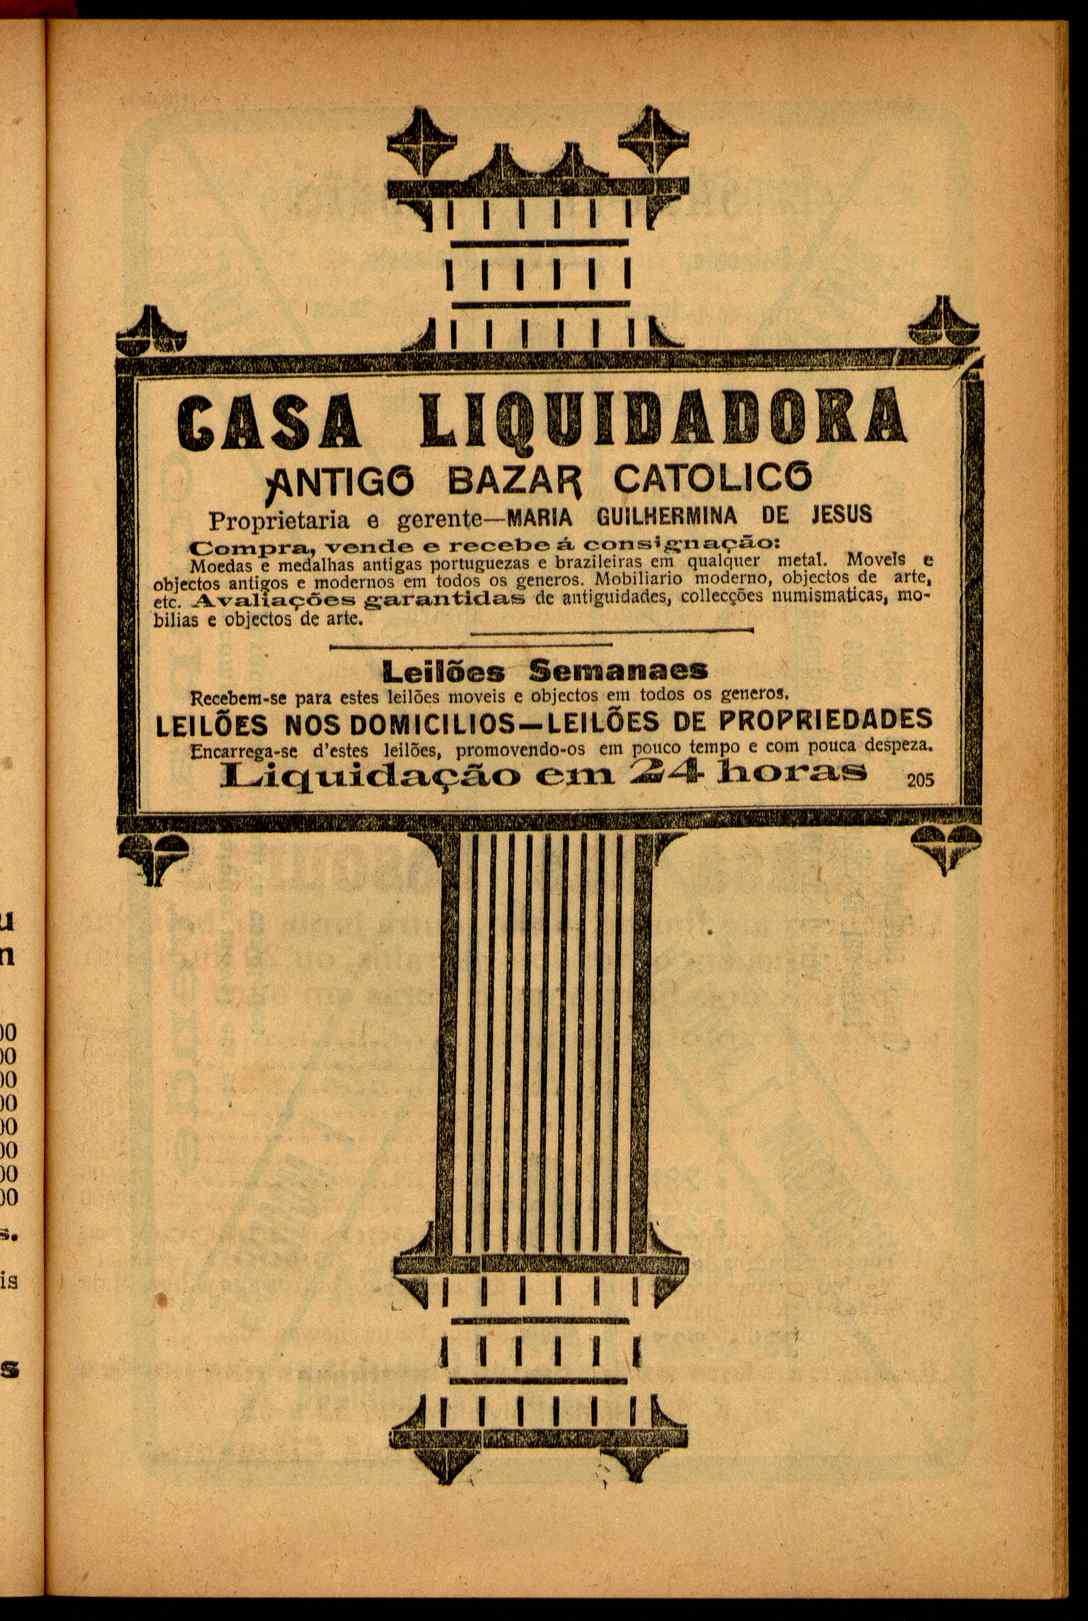 CASA LIQUIDADORA
ANTIGO BAZAR CATOLICO
Proprietaria e gerente—MARIA GUILHERMINA DE JESUS
Compra, vende e recebe á consignação:
Moedas e medalhas antigas portuguezas e brazileiras em qualquer metal. Moveis e
objectos antigos e modernos em todos os generos. Mobiliario moderno, objectos de arte,
etc. Avaliações garantidas de antiguidades, collecções numismaticas, mo-
bilias e objectos de arte.
Leilões Semanaes
Recebem-se para estes leilões moveis e objectos em todos os generos.
LEILÕES NOS DOMICILIOS—LEILÕES DE PROPRIEDADES
Encarrega-se d'estes leilões, promovendo-os em pouco tempo e com pouca despeza.
Liquidação em 24 horas 205